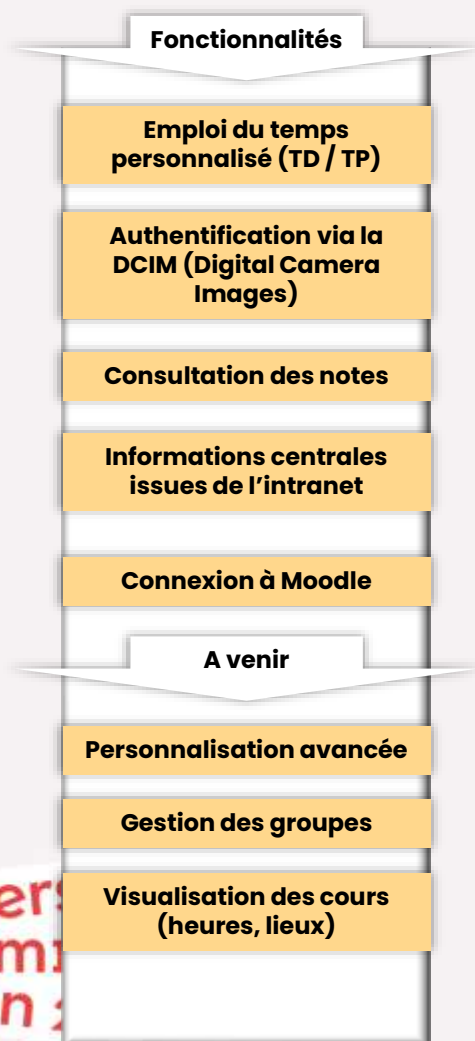 Fonctionnalités
Emploi du temps
personnalisé (TD / TP)
Authentification via la
DCIM (Digital Camera
Images)
Consultation des notes
Informations centrales
issues de l’intranet
Connexion à Moodle
A venir
Personnalisation avancée
Gestion des groupes
Visualisation des cours
(heures, lieux)